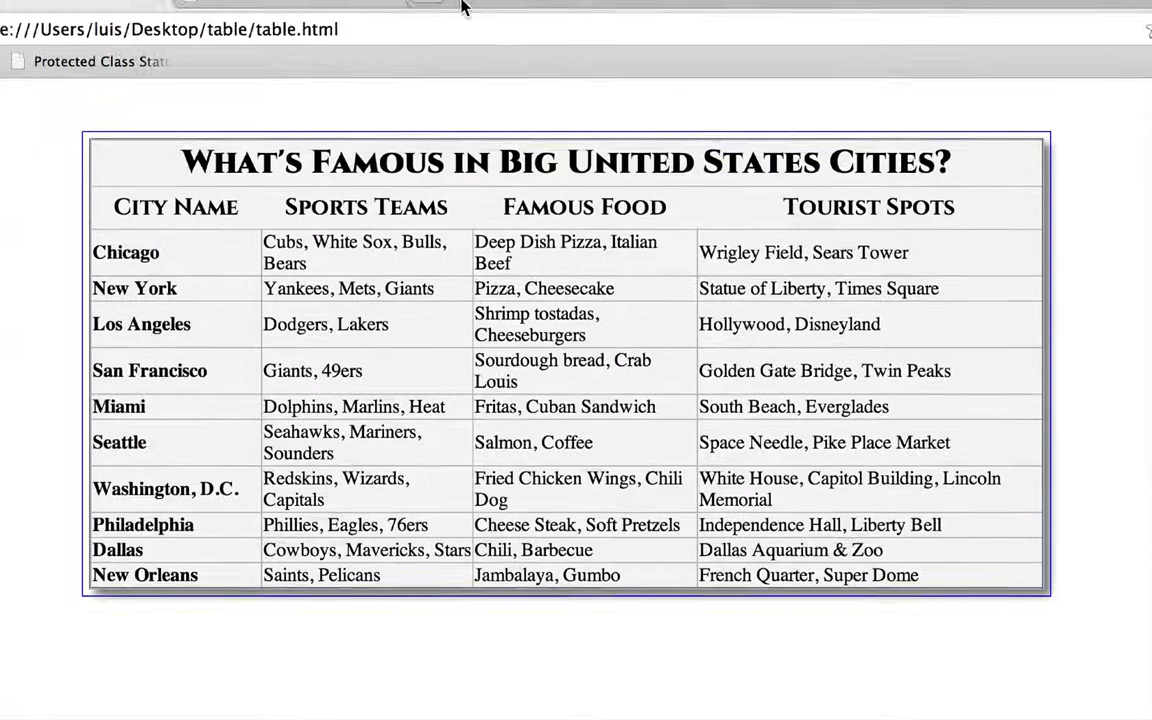 e:///Users/luis/Desktop/table/table.html
Protected Class Stat
What's Famous in Big United States Cities?
City Name Sports Teams Famous Food Tourist Spots
Chicago
Cubs, White Sox, Bulls,
Bears
Deep Dish Pizza, Italian
Beef
Wrigley Field, Sears Tower
New York
Yankees, Mets, Giants
Pizza, Cheesecake
Statue of Liberty, Times Square
Los Angeles
Dodgers, Lakers
Shrimp tostadas,
Cheeseburgers
Hollywood, Disneyland
San Francisco
Giants, 49ers
Sourdough bread, Crab
Louis
Golden Gate Bridge, Twin Peaks
Miami
Dolphins, Marlins, Heat
Fritas, Cuban Sandwich
South Beach, Everglades
Seattle
Seahawks, Mariners,
Sounders
Salmon, Coffee
Space Needle, Pike Place Market
Washington, D.C.
Redskins, Wizards,
Capitals
Fried Chicken Wings, Chili
Dog
White House, Capitol Building, Lincoln
Memorial
Philadelphia
Phillies, Eagles, 76ers
Cheese Steak, Soft Pretzels
Independence Hall, Liberty Bell
Dallas
Cowboys, Mavericks, Stars
Chili, Barbecue
Dallas Aquarium & Zoo
New Orleans
Saints, Pelicans
Jambalaya, Gumbo
French Quarter, Super Dome